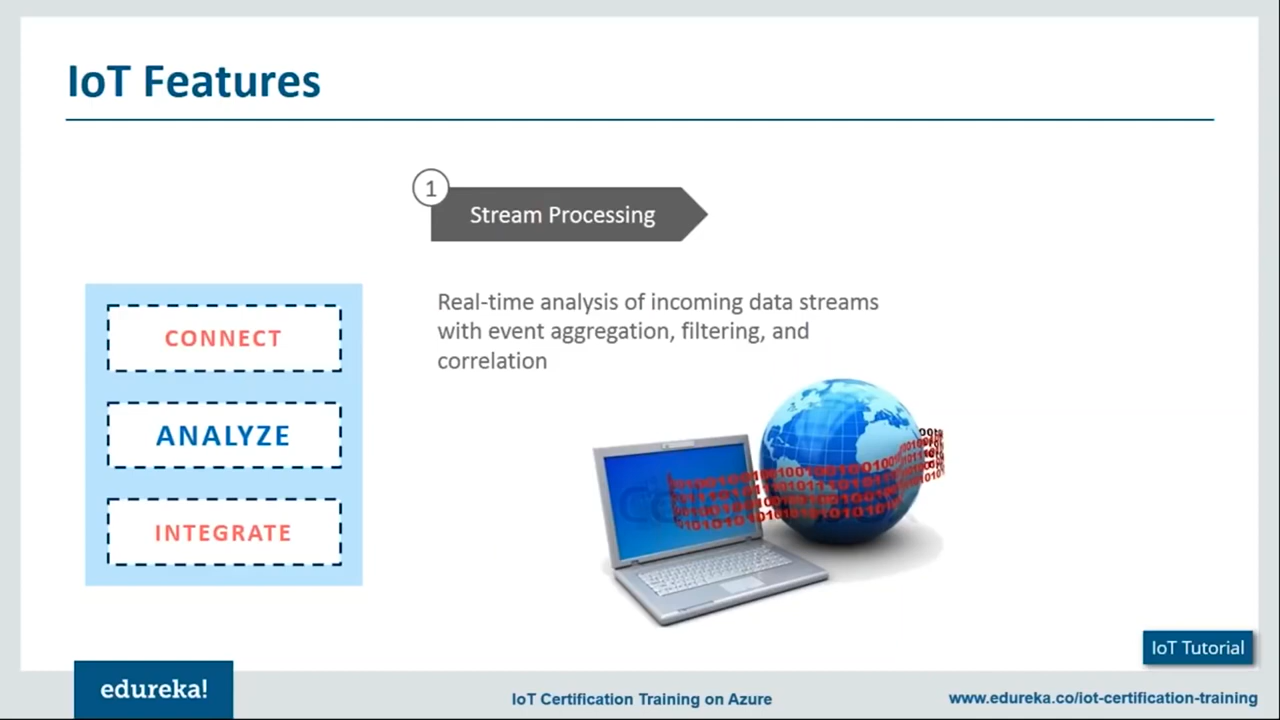 IoT Features
1
Stream Processing
Real-time analysis of incoming data streams
with event aggregation, filtering, and
correlation
CONNECT
ANALYZE
INTEGRATE
IoT Tutorial
edureka!
IoT Certification Training on Azure
www.edureka.co/iot-certification-training